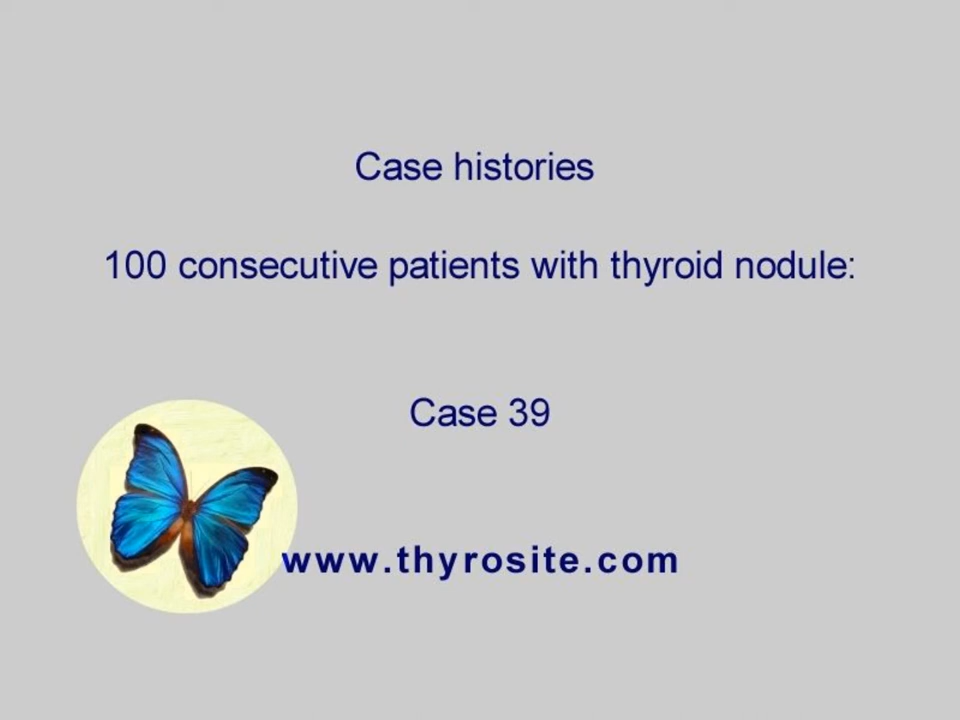 Case histories
100 consecutive patients with thyroid nodule:
Case 39
www.thyrosite.com